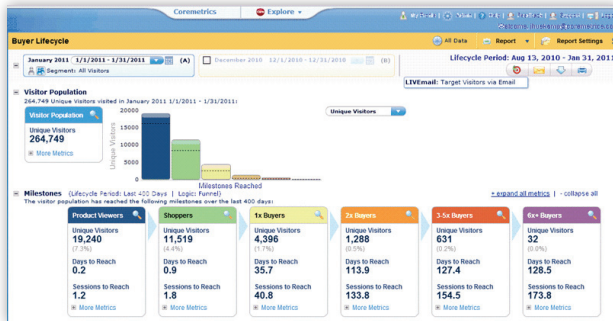 Coremetrics
Explore
Buyer Lifecycle
All Data
Report
Report Settings
January 2011 1/1/2011 - 1/31/2011 (A)
December 2010 12/1/2010 - 12/31/2010 (B)
Lifecycle Period: Aug 13, 2010 - Jan 31, 2011
Segment: All Visitors
LIVEmail: Target Visitors via Email
Visitor Population
264,749 Unique Visitors visited in January 2011 1/1/2011 - 1/31/2011:
Visitor Population
Unique Visitors
264,749
More Metrics
Unique Visitors
20000
15000
10000
5000
0
Unique Visitors
Milestones Reached
Milestones (Lifecycle Period: Last 400 Days | Logic: Funnel)
+ expand all metrics | - collapse all
The visitor population has reached the following milestones over the last 400 days:
Product Viewers
Unique Visitors
19,240
(7.3%)
Days to Reach
0.2
Sessions to Reach
1.2
More Metrics
Shoppers
Unique Visitors
11,519
(4.4%)
Days to Reach
0.9
Sessions to Reach
1.8
More Metrics
1x Buyers
Unique Visitors
4,396
(1.7%)
Days to Reach
35.7
Sessions to Reach
40.8
More Metrics
2x Buyers
Unique Visitors
1,288
(0.5%)
Days to Reach
113.9
Sessions to Reach
133.8
More Metrics
3-5x Buyers
Unique Visitors
631
(0.2%)
Days to Reach
127.4
Sessions to Reach
154.5
More Metrics
6x+ Buyers
Unique Visitors
32
(0.0%)
Days to Reach
128.5
Sessions to Reach
173.8
More Metrics